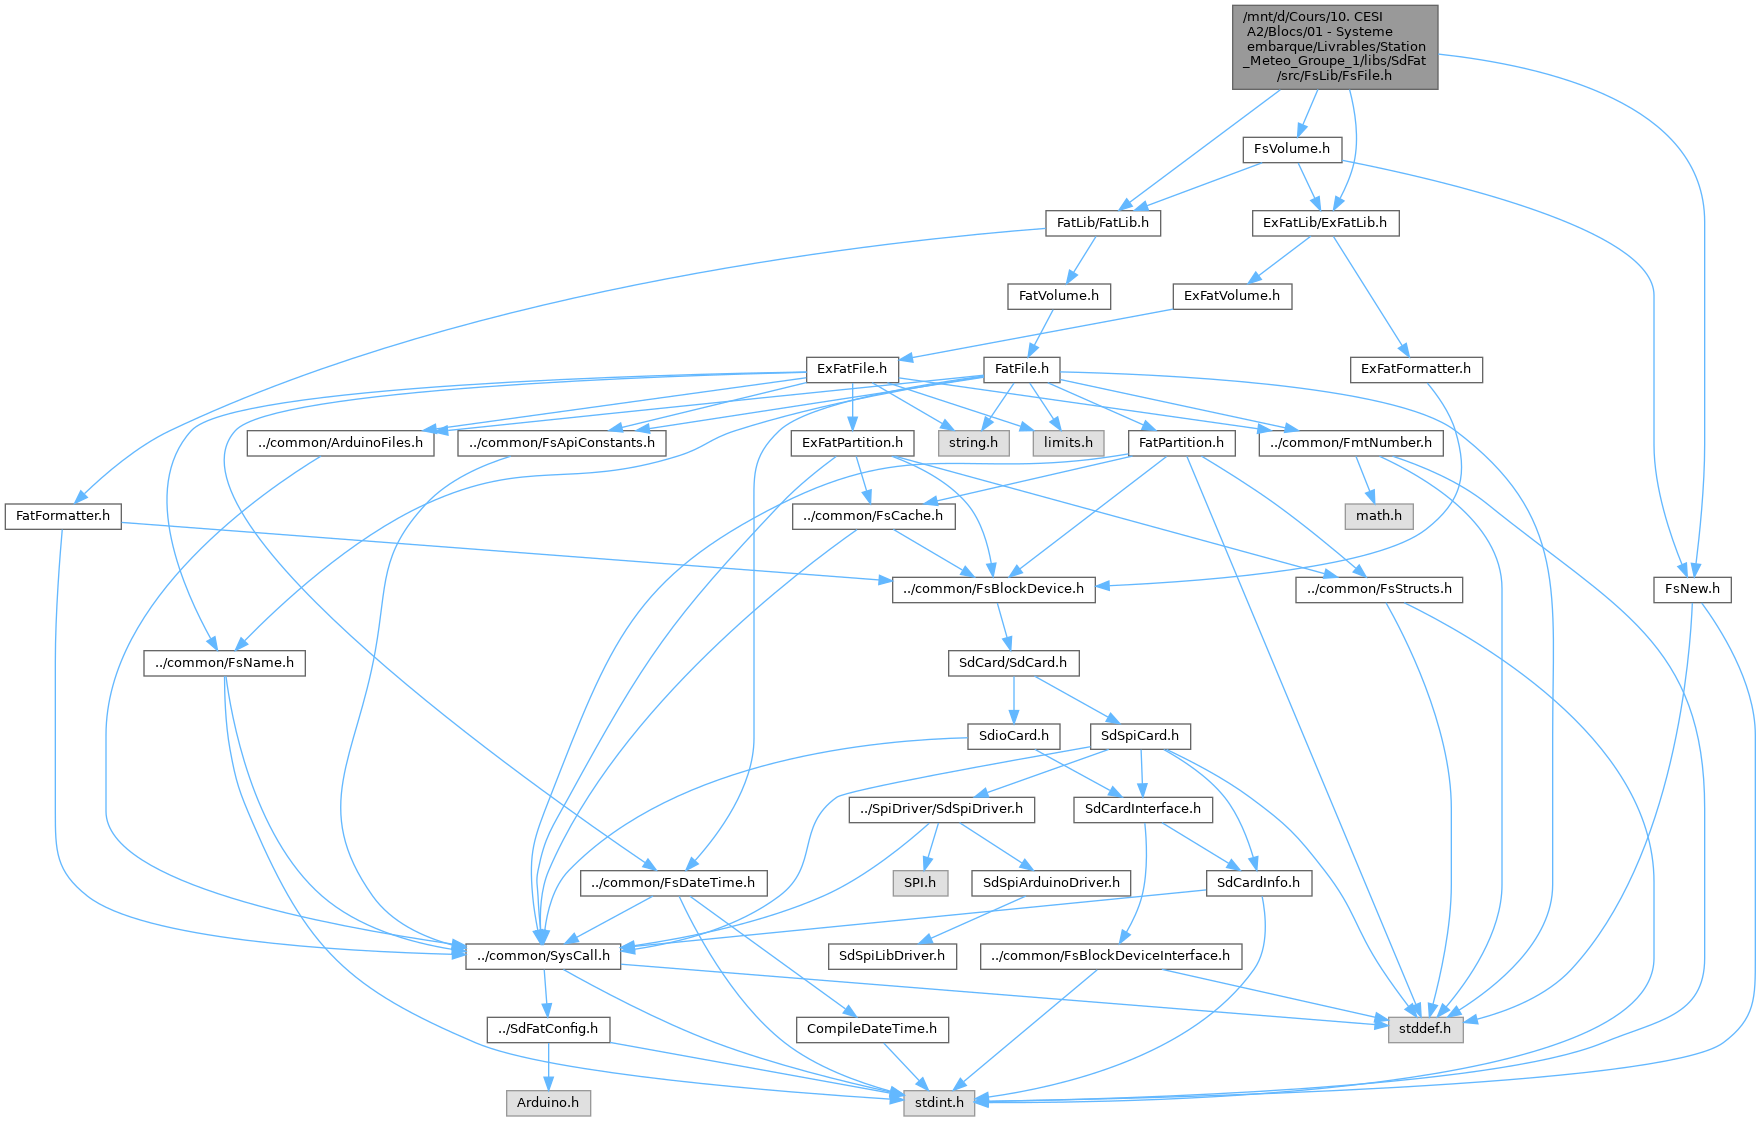 /mnt/d/Cours/10. CESI
A2/Blocs/01 - Systeme
embarque/Livrables/Station
_Meteo_Groupe_1/libs/SdFat
/src/FsLib/FsFile.h
FsVolume.h
FatLib/FatLib.h
ExFatLib/ExFatLib.h
FatVolume.h
ExFatVolume.h
ExFatFile.h
FatFile.h
ExFatFormatter.h
../common/ArduinoFiles.h
../common/FsApiConstants.h
ExFatPartition.h
string.h
limits.h
FatPartition.h
../common/FmtNumber.h
FatFormatter.h
../common/FsCache.h
math.h
../common/FsBlockDevice.h
../common/FsStructs.h
FsNew.h
../common/FsName.h
SdCard/SdCard.h
SdioCard.h
SdSpiCard.h
../SpiDriver/SdSpiDriver.h
SdCardInterface.h
../common/FsDateTime.h
SPI.h
SdSpiArduinoDriver.h
SdCardInfo.h
../common/SysCall.h
SdSpiLibDriver.h
../common/FsBlockDeviceInterface.h
../SdFatConfig.h
CompileDateTime.h
stddef.h
Arduino.h
stdint.h